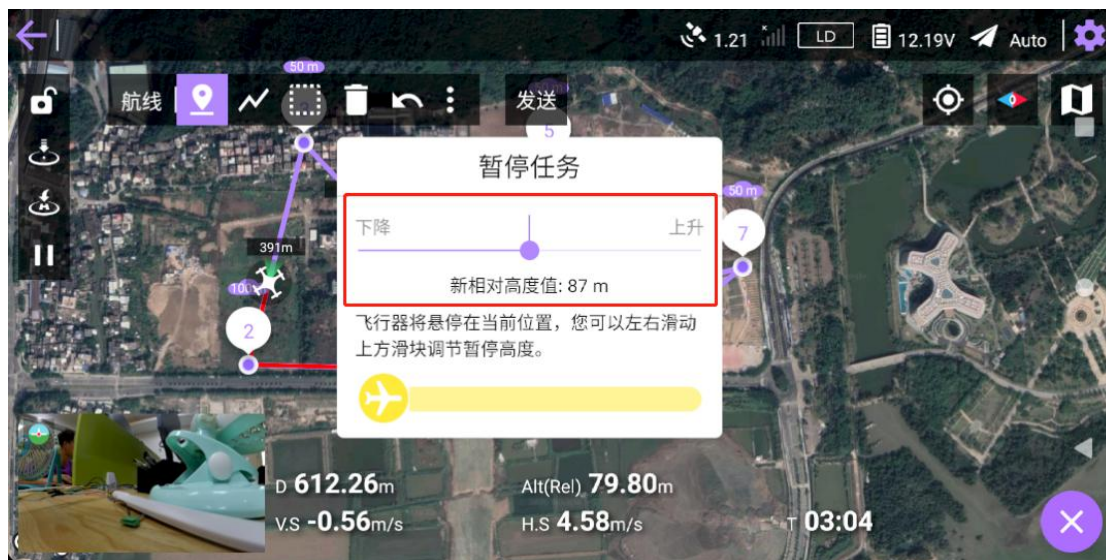 1.21 LD 12.19V Auto
50 m
航线
发送
5
暂停任务
下降 上升
新相对高度值: 87 m
50 m
7
391m
100
2
飞行器将悬停在当前位置，您可以左右滑动
上方滑块调节暂停高度。
D 612.26m Alt(Rel) 79.80m
V.S -0.56m/s H.S 4.58m/s T 03:04